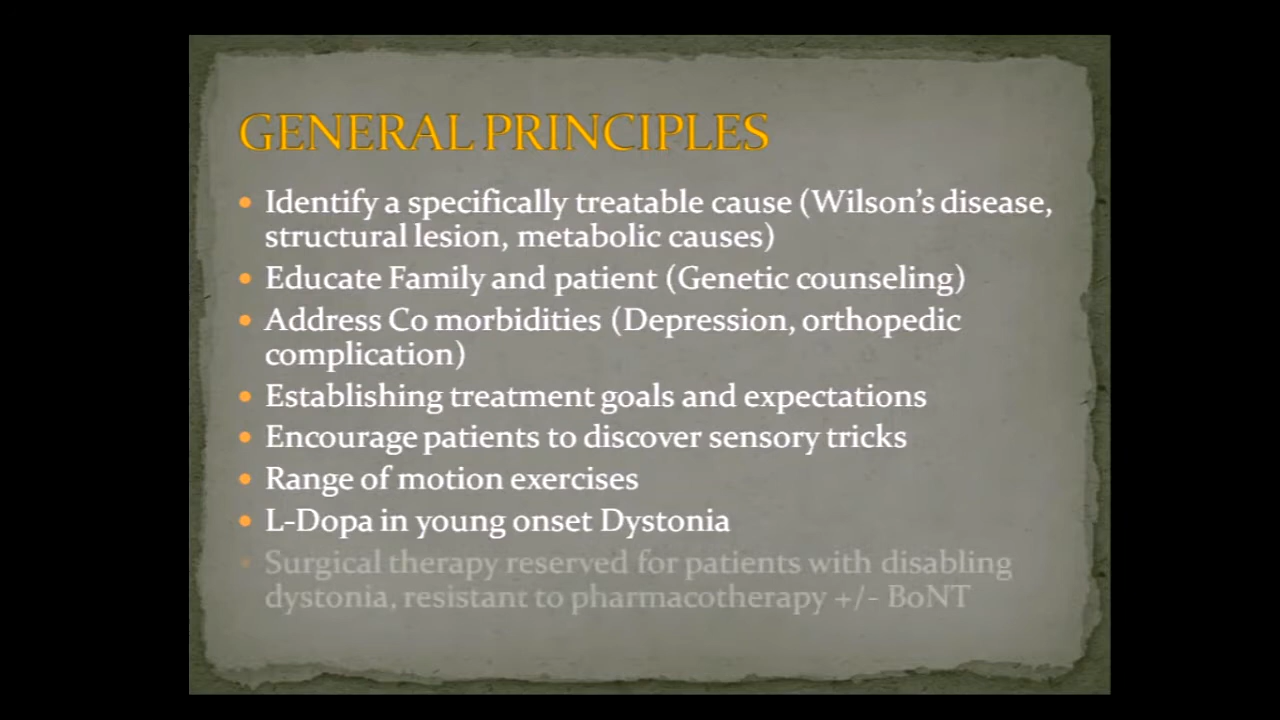 GENERAL PRINCIPLES
• Identify a specifically treatable cause (Wilson's disease,
structural lesion, metabolic causes)
• Educate Family and patient (Genetic counseling)
• Address Co morbidities (Depression, orthopedic
complication)
• Establishing treatment goals and expectations
• Encourage patients to discover sensory tricks
• Range of motion exercises
• L-Dopa in young onset Dystonia
• Surgical therapy reserved for patients with disabling
dystonia, resistant to pharmacotherapy +/- BoNT